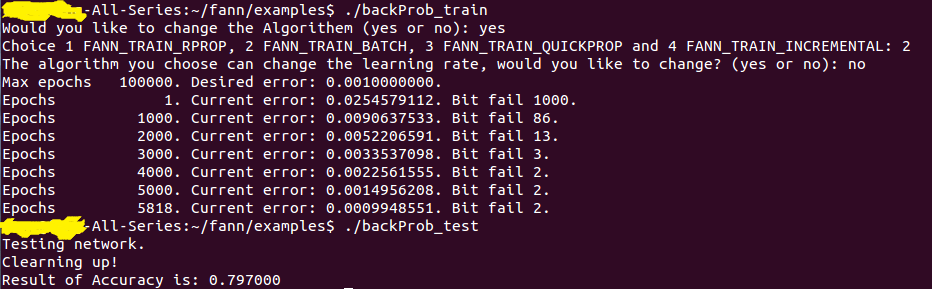 -All-Series:~/fann/examples$ ./backProb_train
Would you like to change the Algorithem (yes or no): yes
Choice 1 FANN_TRAIN_RPROP, 2 FANN_TRAIN_BATCH, 3 FANN_TRAIN_QUICKPROP and 4 FANN_TRAIN_INCREMENTAL: 2
The algorithm you choose can change the learning rate, would you like to change? (yes or no): no
Max epochs   100000. Desired error: 0.0010000000.
Epochs            1. Current error: 0.0254579112. Bit fail 1000.
Epochs         1000. Current error: 0.0090637533. Bit fail 86.
Epochs         2000. Current error: 0.0052206591. Bit fail 13.
Epochs         3000. Current error: 0.0033537098. Bit fail 3.
Epochs         4000. Current error: 0.0022561555. Bit fail 2.
Epochs         5000. Current error: 0.0014956208. Bit fail 2.
Epochs         5818. Current error: 0.0009948551. Bit fail 2.
-All-Series:~/fann/examples$ ./backProb_test
Testing network.
Clearning up!
Result of Accuracy is: 0.797000